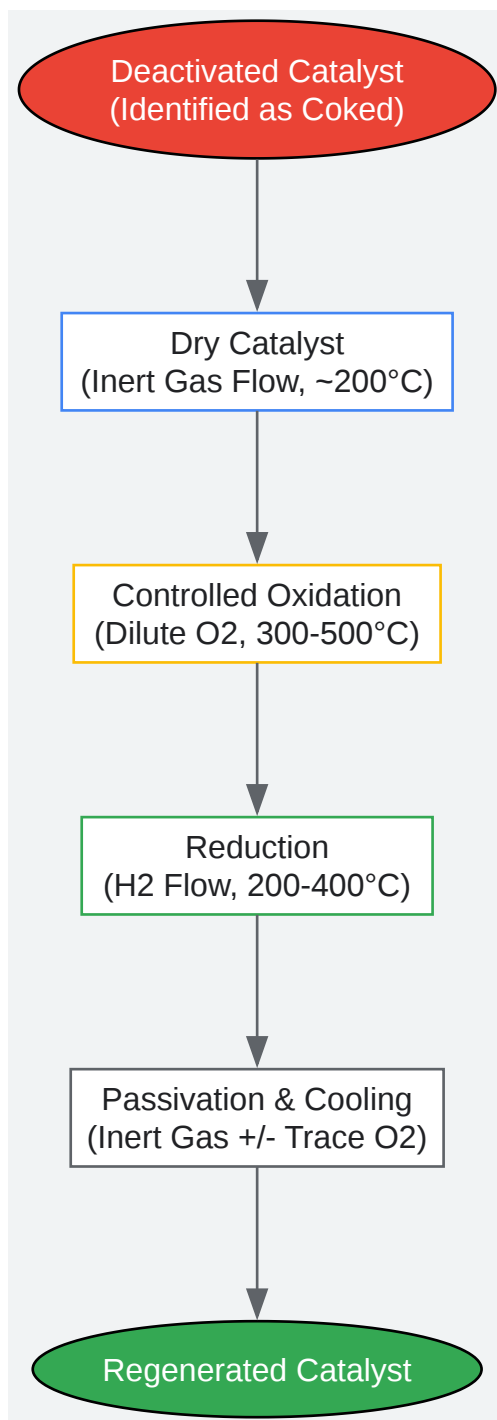 Deactivated Catalyst
(Identified as Coked)
Dry Catalyst
(Inert Gas Flow, ~200°C)
Controlled Oxidation
(Dilute O2, 300-500°C)
Reduction
(H2 Flow, 200-400°C)
Passivation & Cooling
(Inert Gas +/- Trace O2)
Regenerated Catalyst